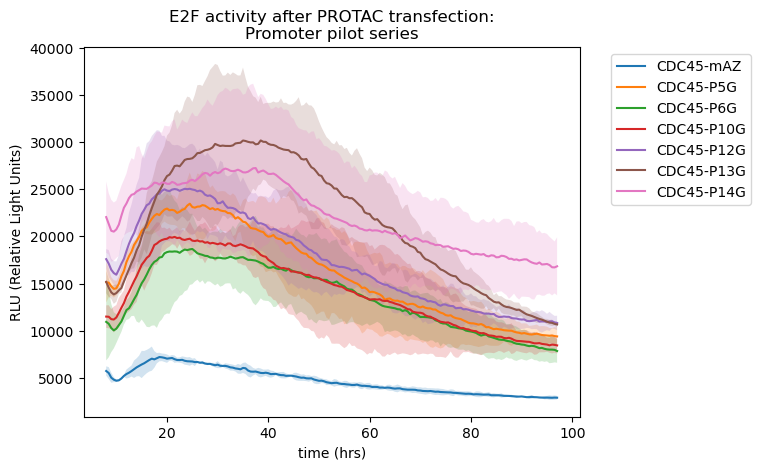 E2F activity after PROTAC transfection:
Promoter pilot series
RLU (Relative Light Units)
40000
35000
30000
25000
20000
15000
10000
5000
20
40
60
80
100
time (hrs)
CDC45-mAZ
CDC45-P5G
CDC45-P6G
CDC45-P10G
CDC45-P12G
CDC45-P13G
CDC45-P14G